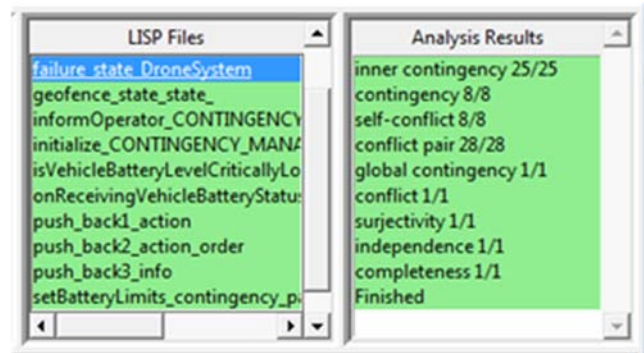 LISP Files
failure_state_DroneSystem
geofence_state_state_
informOperator_CONTINGENCY
initialize_CONTINGENCY_MANA
isVehicleBatteryLevelCriticallyLo
onReceivingVehicleBatteryStatus
push_back1_action
push_back2_action_order
push_back3_info
setBatteryLimits_contingency_pa
Analysis Results
inner contingency 25/25
contingency 8/8
self-conflict 8/8
conflict pair 28/28
global contingency 1/1
conflict 1/1
surjectivity 1/1
independence 1/1
completeness 1/1
Finished